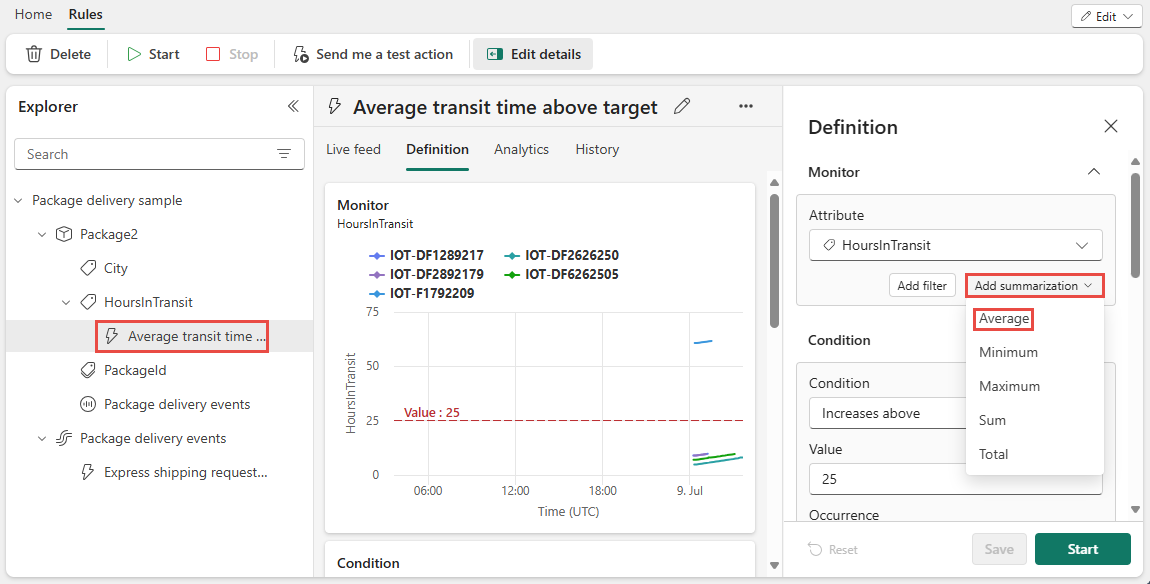 Home Rules
Edit
Delete Start Stop Send me a test action Edit details
Explorer
Search
Package delivery sample
Package2
City
HoursInTransit
Average transit time ...
PackageId
Package delivery events
Package delivery events
Express shipping request...
Average transit time above target
Live feed Definition Analytics History
Monitor
HoursInTransit
IOT-DF1289217 IOT-DF2626250
IOT-DF2892179 IOT-DF6262505
IOT-F1792209
75
50
25
0
HoursInTransit
Value : 25
06:00 12:00 18:00 9. Jul
Time (UTC)
Condition
Definition
Monitor
Attribute
HoursInTransit
Add filter Add summarization
Average
Minimum
Maximum
Sum
Total
Condition
Condition
Increases above
Value
25
Occurrence
Reset Save Start